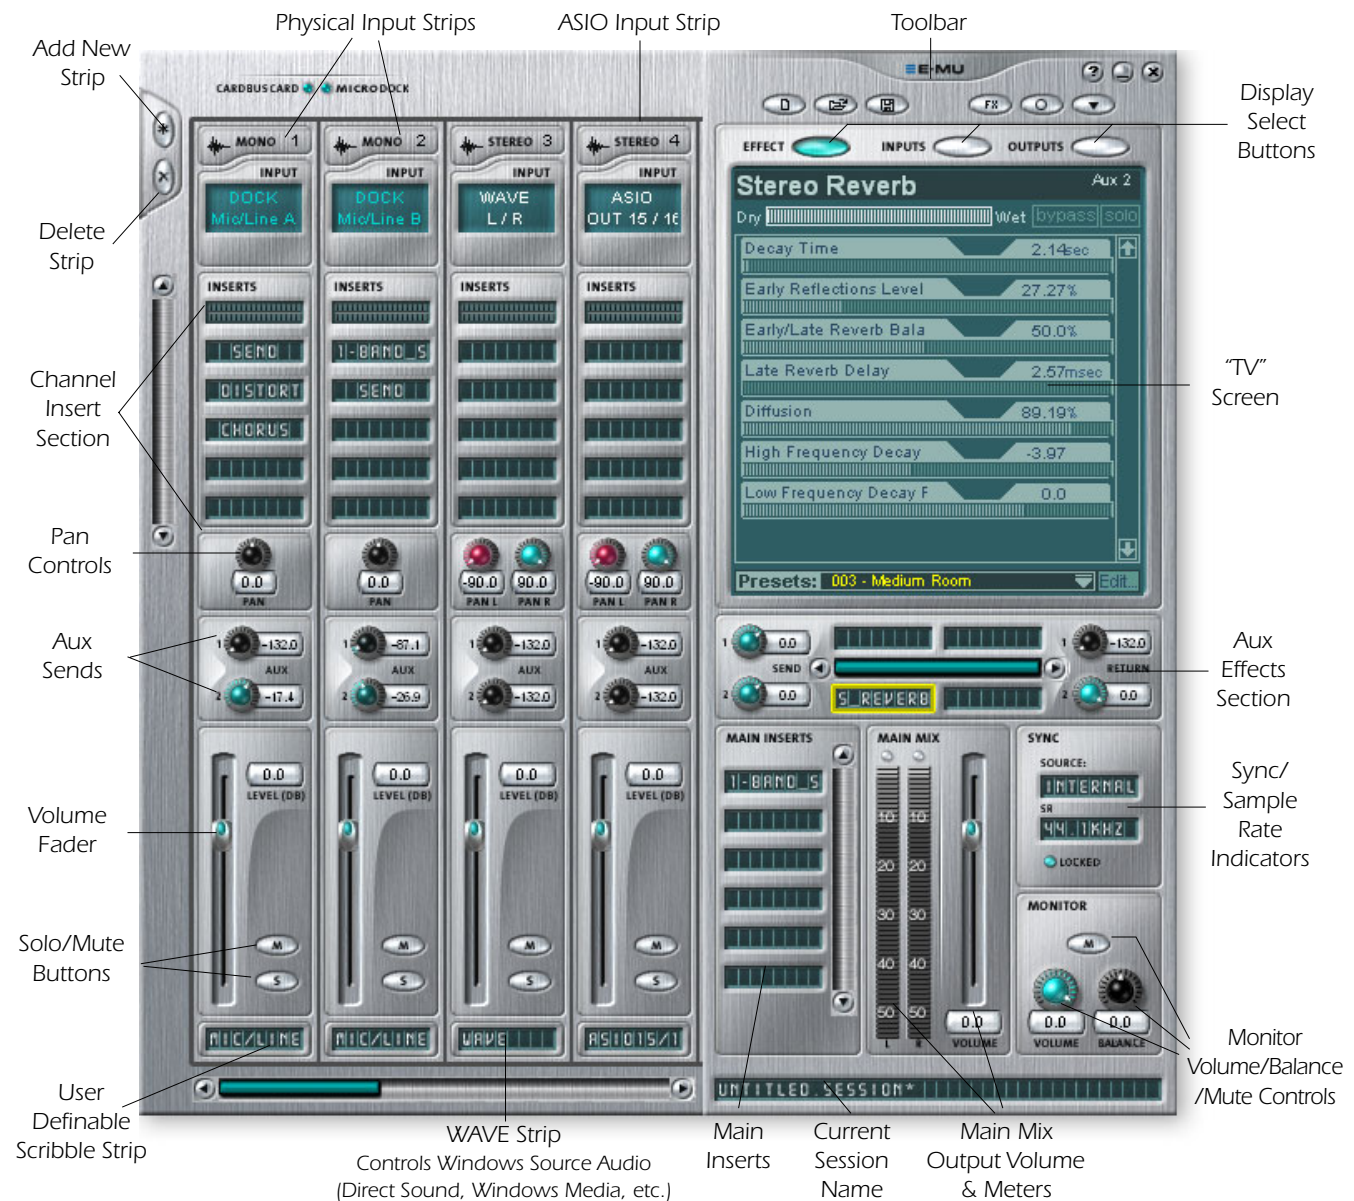 Physical Input Strips
ASIO Input Strip
Toolbar
Add New
Strip
E-MU
?
CARDBUS CARD
MICRODOCK
FX
Display
Select
Buttons
MONO 1
MONO 2
STEREO 3
STEREO 4
EFFECT
INPUTS
OUTPUTS
INPUT
INPUT
INPUT
INPUT
DOCK
Mic/Line A
DOCK
Mic/Line B
WAVE
L / R
ASIO
OUT 15 / 16
Stereo Reverb
Aux 2
Dry
Wet
bypass
solo
Delete
Strip
Decay Time
2.14sec
Early Reflections Level
27.27%
Early/Late Reverb Bala
50.0%
Late Reverb Delay
2.57msec
Diffusion
89.19%
High Frequency Decay
-3.97
Low Frequency Decay F
0.0
Presets:
003 - Medium Room
Edit...
"TV"
Screen
INSERTS
INSERTS
INSERTS
INSERTS
SEND
1-BAND_S
DISTORT
SEND
CHORUS
Channel
Insert
Section
Pan
Controls
0.0
PAN
0.0
PAN
-90.0
90.0
PAN L
PAN R
-90.0
90.0
PAN L
PAN R
Aux
Sends
1
-132.0
AUX
2
-17.4
1
-87.1
AUX
2
-26.9
1
-132.0
AUX
2
-132.0
1
-132.0
AUX
2
-132.0
1
0.0
SEND
2
0.0
S_REVERB
1
-132.0
RETURN
2
0.0
Aux
Effects
Section
0.0
LEVEL (DB)
0.0
LEVEL (DB)
0.0
LEVEL (DB)
0.0
LEVEL (DB)
Volume
Fader
MAIN INSERTS
1-BAND_S
MAIN MIX
10 10
20 20
30 30
40 40
50 50
L R
0.0
VOLUME
SYNC
SOURCE:
INTERNAL
SR
44.1KHZ
LOCKED
Sync/
Sample
Rate
Indicators
MONITOR
M
0.0
VOLUME
0.0
BALANCE
Solo/Mute
Buttons
M
S
M
S
M
S
M
S
MIC/LINE
MIC/LINE
WAVE
ASIO15/1
UNTITLED.SESSION*
Monitor
Volume/Balance
/Mute Controls
User
Definable
Scribble Strip
WAVE Strip
Controls Windows Source Audio
(Direct Sound, Windows Media, etc.)
Main
Inserts
Current
Session
Name
Main Mix
Output Volume
& Meters